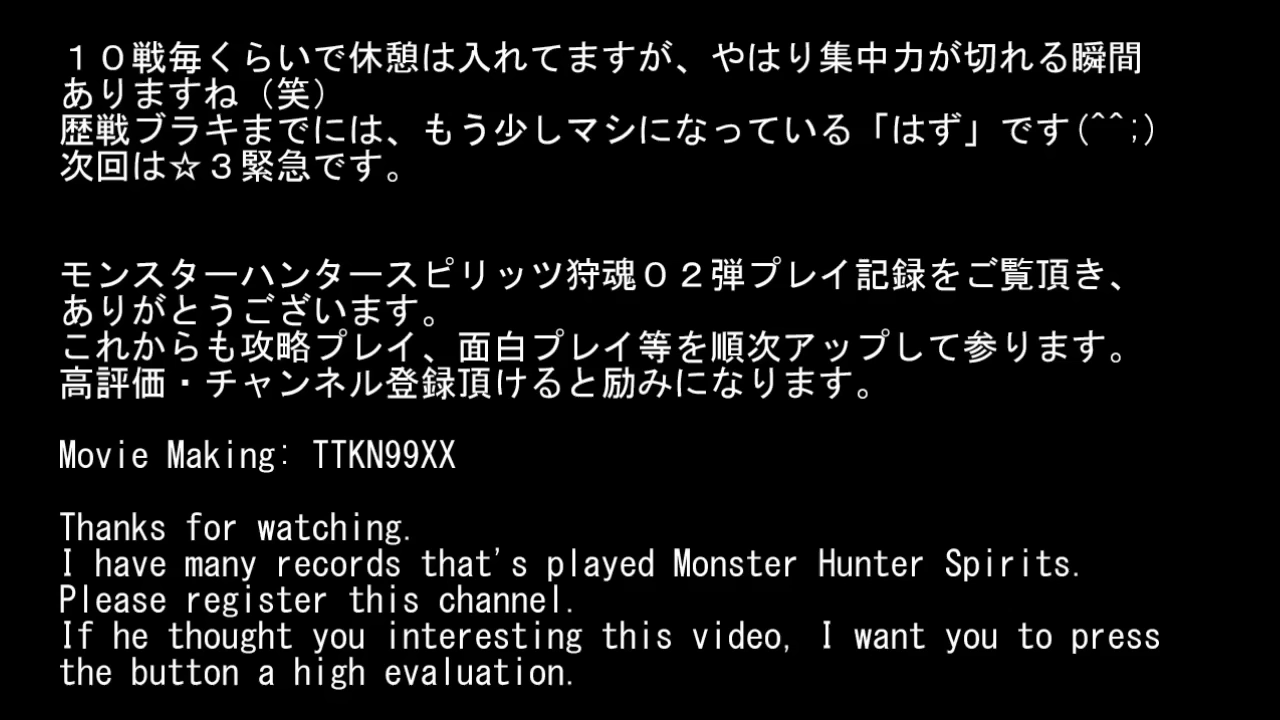 １０戦毎くらいで休憩は入れてますが、やはり集中力が切れる瞬間
ありますね（笑）
歴戦ブラキまでには、もう少しマシになっている「はず」です(^^;)
次回は☆３緊急です。
モンスターハンタースピリッツ狩魂０２弾プレイ記録をご覧頂き、
ありがとうございます。
これからも攻略プレイ、面白プレイ等を順次アップして参ります。
高評価・チャンネル登録頂けると励みになります。
Movie Making: TTKN99XX
Thanks for watching.
I have many records that's played Monster Hunter Spirits.
Please register this channel.
If he thought you interesting this video, I want you to press
the button a high evaluation.